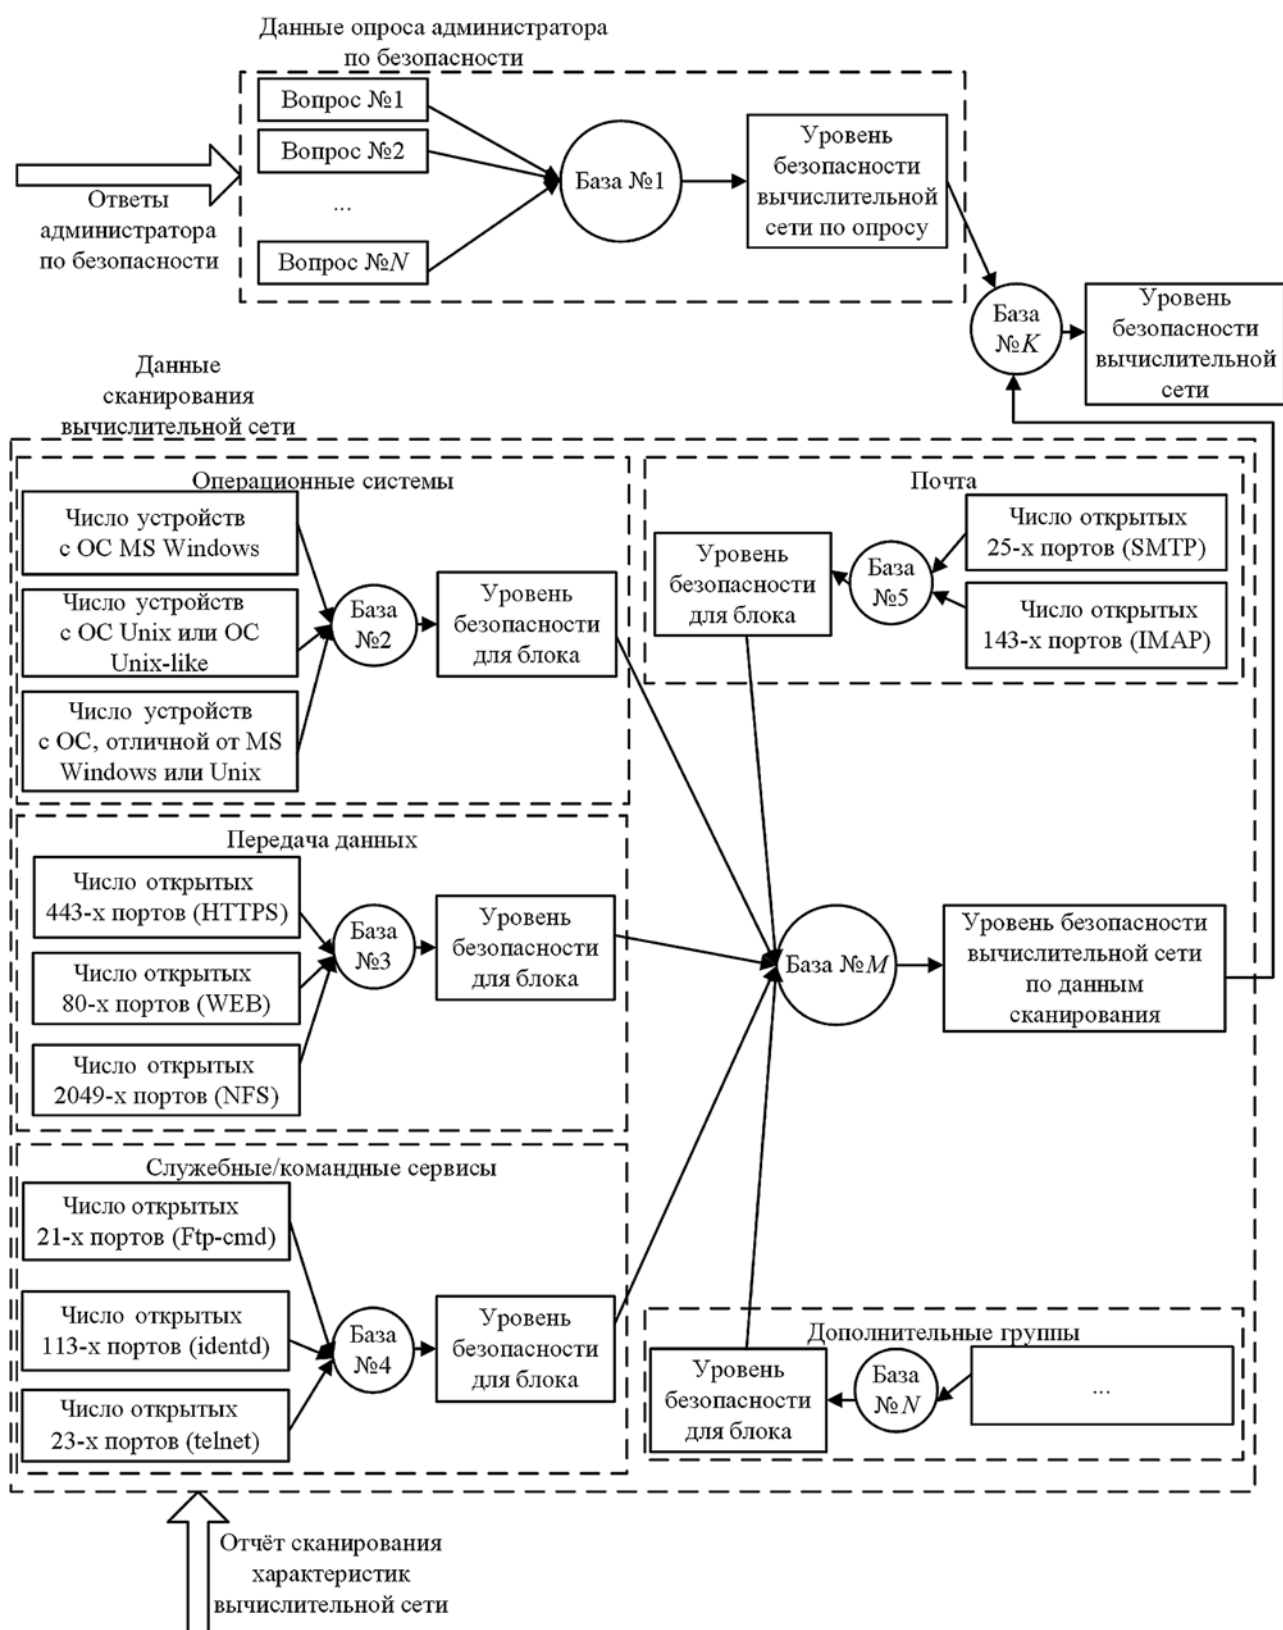 Данные опроса администратора
по безопасности
Вопрос №1
Вопрос №2
...
Вопрос №N
База №1
Уровень
безопасности
вычислительной
сети по опросу
Ответы
администратора
по безопасности
База
№K
Уровень
безопасности
вычислительной
сети
Данные
сканирования
вычислительной сети
Операционные системы
Число устройств
с ОС MS Windows
Число устройств
с ОС Unix или ОС
Unix-like
Число устройств
с ОС, отличной от MS
Windows или Unix
База
№2
Уровень
безопасности
для блока
Почта
Уровень
безопасности
для блока
База
№5
Число открытых
25-х портов (SMTP)
Число открытых
143-х портов (IMAP)
Передача данных
Число открытых
443-х портов (HTTPS)
Число открытых
80-х портов (WEB)
Число открытых
2049-х портов (NFS)
База
№3
Уровень
безопасности
для блока
База №M
Уровень безопасности
вычислительной сети
по данным
сканирования
Служебные/командные сервисы
Число открытых
21-х портов (Ftp-cmd)
Число открытых
113-х портов (identd)
Число открытых
23-х портов (telnet)
База
№4
Уровень
безопасности
для блока
Дополнительные группы
Уровень
безопасности
для блока
База
№N
...
Отчёт сканирования
характеристик
вычислительной сети